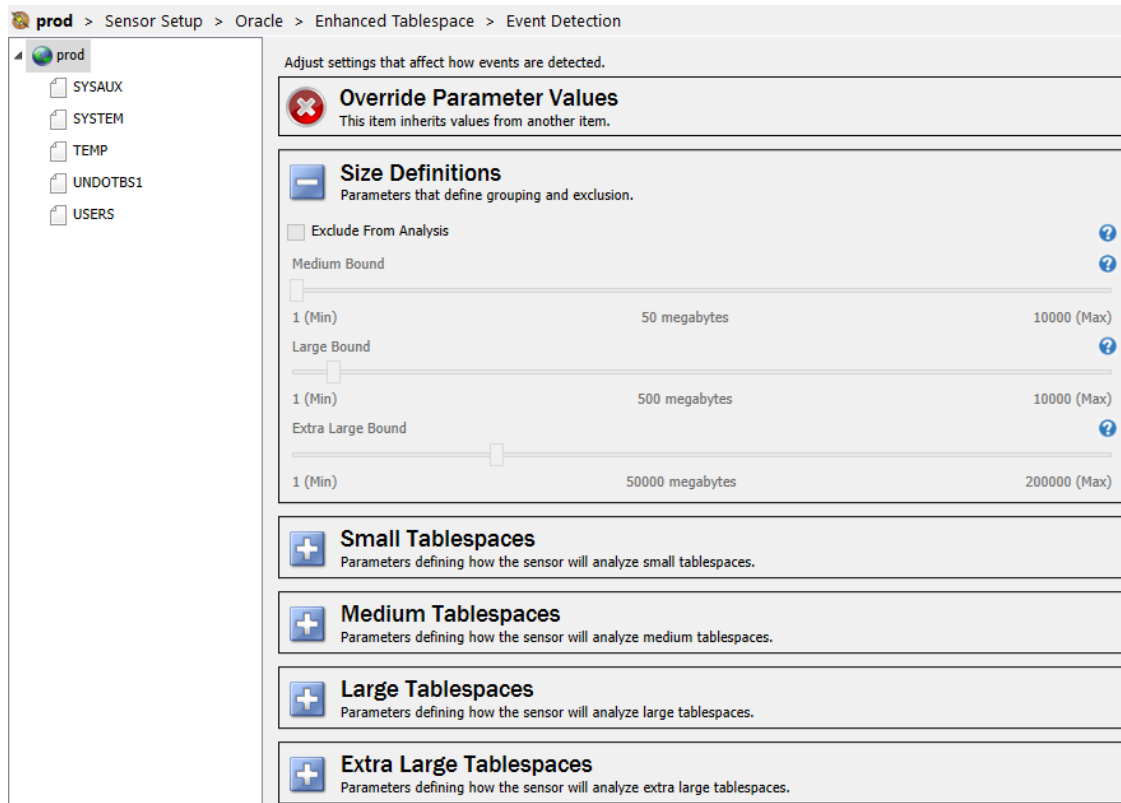 prod > Sensor Setup > Oracle > Enhanced Tablespace > Event Detection
prod
SYSAUX
SYSTEM
TEMP
UNDOTBS1
USERS
Adjust settings that affect how events are detected.
Override Parameter Values
This item inherits values from another item.
Size Definitions
Parameters that define grouping and exclusion.
Exclude From Analysis
Medium Bound
1 (Min) 50 megabytes 10000 (Max)
Large Bound
1 (Min) 500 megabytes 10000 (Max)
Extra Large Bound
1 (Min) 50000 megabytes 200000 (Max)
Small Tablespaces
Parameters defining how the sensor will analyze small tablespaces.
Medium Tablespaces
Parameters defining how the sensor will analyze medium tablespaces.
Large Tablespaces
Parameters defining how the sensor will analyze large tablespaces.
Extra Large Tablespaces
Parameters defining how the sensor will analyze extra large tablespaces.